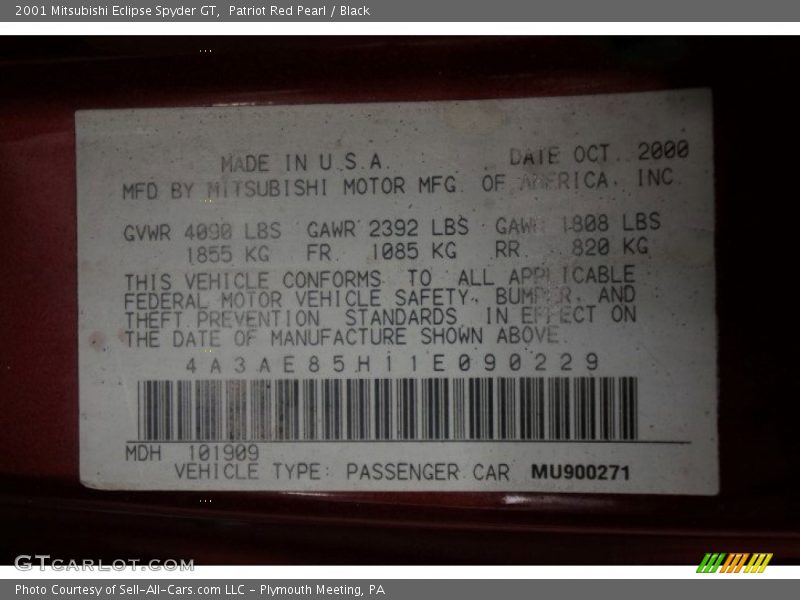 2001 Mitsubishi Eclipse Spyder GT, Patriot Red Pearl / Black
MADE IN U.S.A. DATE OCT 2000
MFD BY MITSUBISHI MOTOR MFG. OF AMERICA, INC.
GVWR 4090 LBS GAWR 2392 LBS GAWR 1808 LBS
1855 KG FR. 1085 KG RR. 820 KG
THIS VEHICLE CONFORMS TO ALL APPLICABLE
FEDERAL MOTOR VEHICLE SAFETY, BUMPER, AND
THEFT PREVENTION STANDARDS IN EFFECT ON
THE DATE OF MANUFACTURE SHOWN ABOVE
4A3AE85H11E090229
MDH 101909
VEHICLE TYPE: PASSENGER CAR MU900271
GTCARLOT.COM
Photo Courtesy of Sell-All-Cars.com LLC - Plymouth Meeting, PA